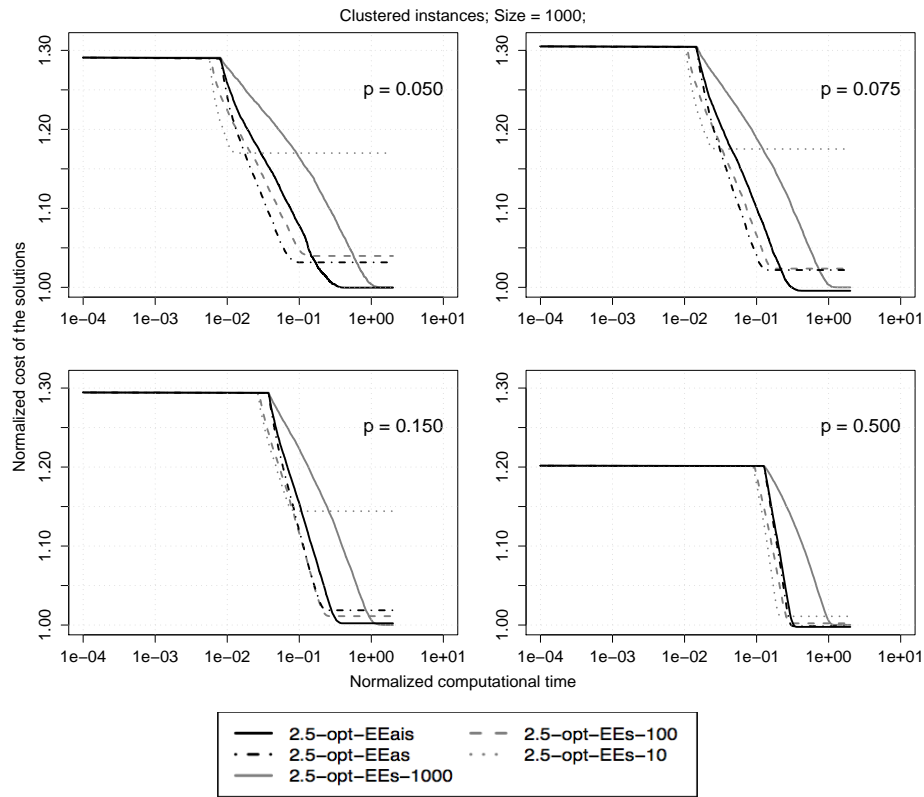 Clustered instances; Size = 1000;
Normalized cost of the solutions
p = 0.050
1.00 1.10 1.20 1.30
1e−04 1e−03 1e−02 1e−01 1e+00 1e+01
p = 0.075
1.00 1.10 1.20 1.30
1e−04 1e−03 1e−02 1e−01 1e+00 1e+01
p = 0.150
1.00 1.10 1.20 1.30
1e−04 1e−03 1e−02 1e−01 1e+00 1e+01
p = 0.500
1.00 1.10 1.20 1.30
1e−04 1e−03 1e−02 1e−01 1e+00 1e+01
Normalized computational time
2.5−opt−EEais
2.5−opt−EEas
2.5−opt−EEs−1000
2.5−opt−EEs−100
2.5−opt−EEs−10